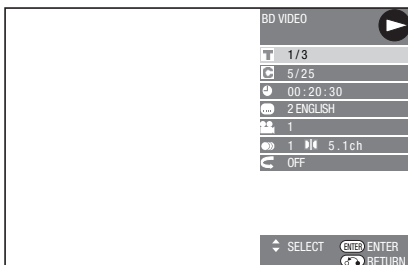 BD VIDEO
T 1/3
C 5/25
00:20:30
2 ENGLISH
1
1 5.1ch
OFF
SELECT ENTER ENTER
RETURN